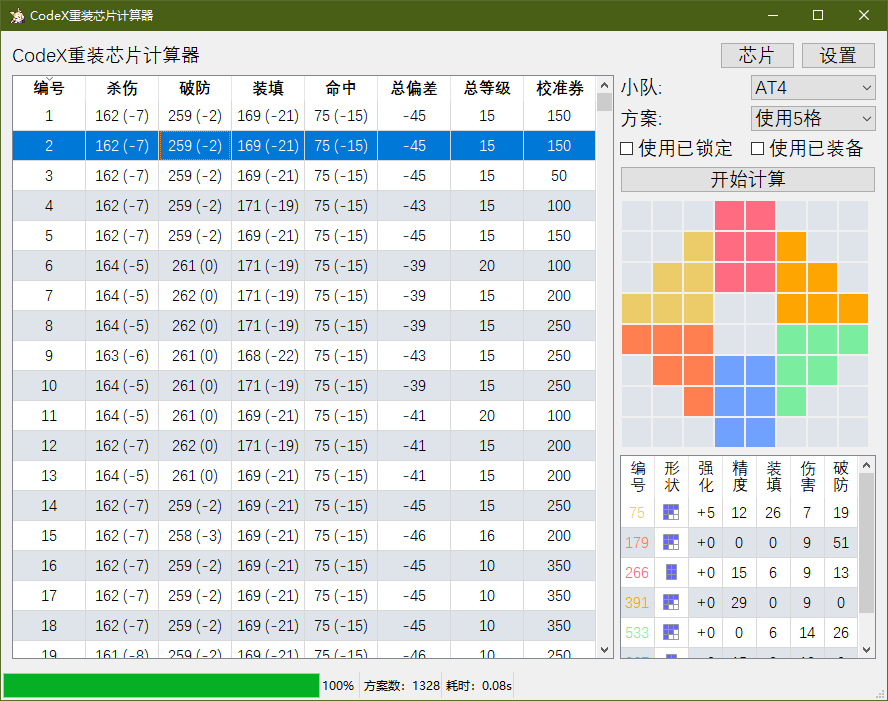 CodeX重装芯片计算器
CodeX重装芯片计算器
芯片 设置
编号 杀伤 破防 装填 命中 总偏差 总等级 校准券
1 162 (-7) 259 (-2) 169 (-21) 75 (-15) -45 15 150
2 162 (-7) 259 (-2) 169 (-21) 75 (-15) -45 15 150
3 162 (-7) 259 (-2) 169 (-21) 75 (-15) -45 15 50
4 162 (-7) 259 (-2) 171 (-19) 75 (-15) -43 15 100
5 162 (-7) 259 (-2) 169 (-21) 75 (-15) -45 15 150
6 164 (-5) 261 (0) 171 (-19) 75 (-15) -39 20 100
7 164 (-5) 262 (0) 171 (-19) 75 (-15) -39 15 200
8 164 (-5) 262 (0) 171 (-19) 75 (-15) -39 15 250
9 163 (-6) 261 (0) 168 (-22) 75 (-15) -43 15 250
10 164 (-5) 261 (0) 171 (-19) 75 (-15) -39 15 250
11 164 (-5) 261 (0) 169 (-21) 75 (-15) -41 20 100
12 162 (-7) 262 (0) 171 (-19) 75 (-15) -41 15 200
13 164 (-5) 261 (0) 169 (-21) 75 (-15) -41 15 200
14 162 (-7) 259 (-2) 169 (-21) 75 (-15) -45 15 250
15 162 (-7) 258 (-3) 169 (-21) 75 (-15) -46 16 200
16 162 (-7) 259 (-2) 169 (-21) 75 (-15) -45 10 350
17 162 (-7) 259 (-2) 169 (-21) 75 (-15) -45 10 350
18 162 (-7) 259 (-2) 169 (-21) 75 (-15) -45 10 350
19 161 (-8) 259 (-2) 169 (-21) 75 (-15) -46 10 250
小队: AT4
方案: 使用5格
使用已锁定 使用已装备
开始计算
编号 形状 强化 精度 装填 伤害 破防
75 +5 12 26 7 19
179 +0 0 0 9 51
266 +0 15 6 9 13
391 +0 29 0 9 0
533 +0 0 6 14 26
100% 方案数: 1328 耗时: 0.08s